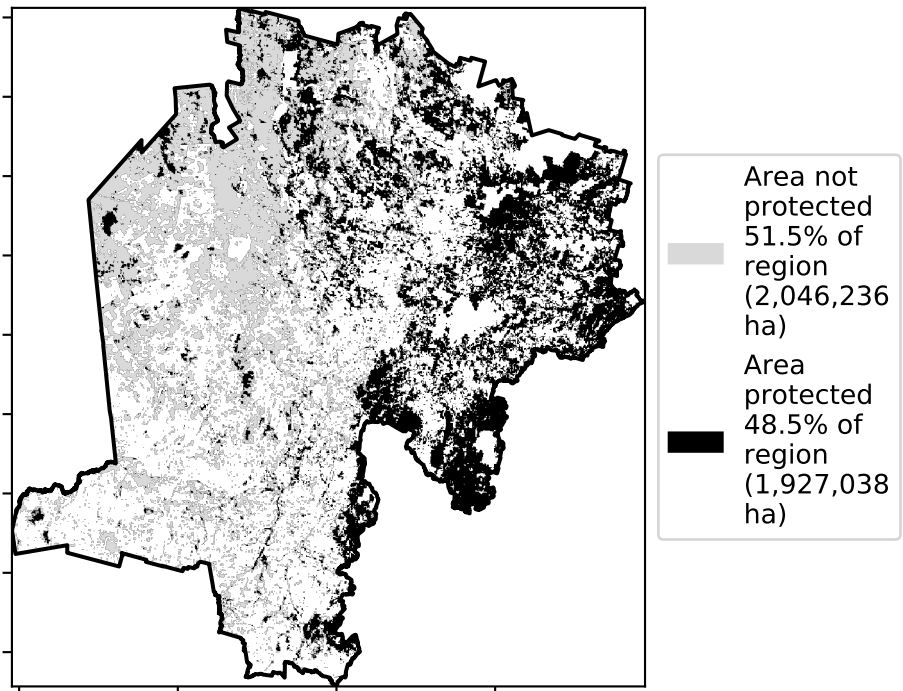 Area not
protected
51.5% of
region
(2,046,236
ha)
Area
protected
48.5% of
region
(1,927,038
ha)